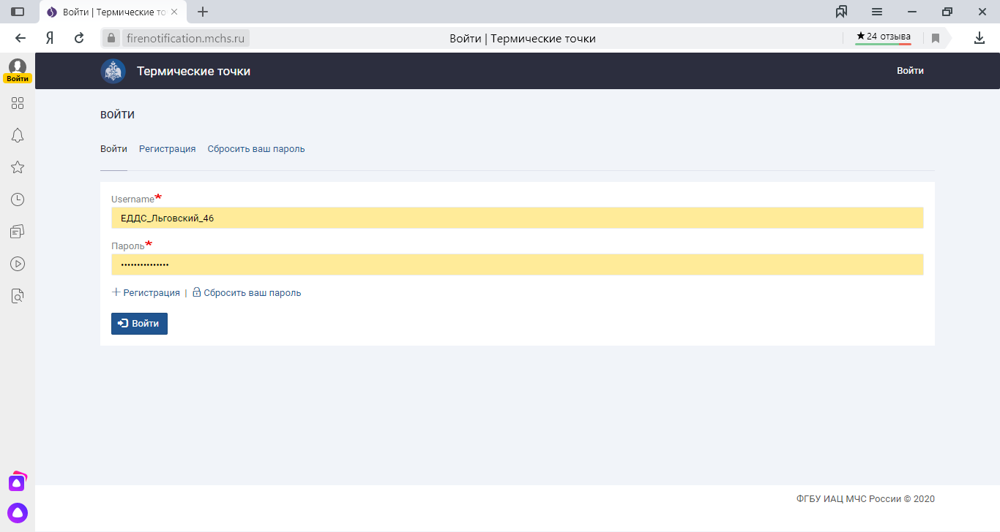 Войти | Термические то
Я
firenotification.mchs.ru
Войти | Термические точки
★24 отзыва
Войти
Термические точки
Войти
ВОЙТИ
Войти Регистрация Сбросить ваш пароль
Username*
ЕДДС_Льговский_46
Пароль*
•••••••••••••••
Регистрация | Сбросить ваш пароль
Войти
ФГБУ ИАЦ МЧС России © 2020